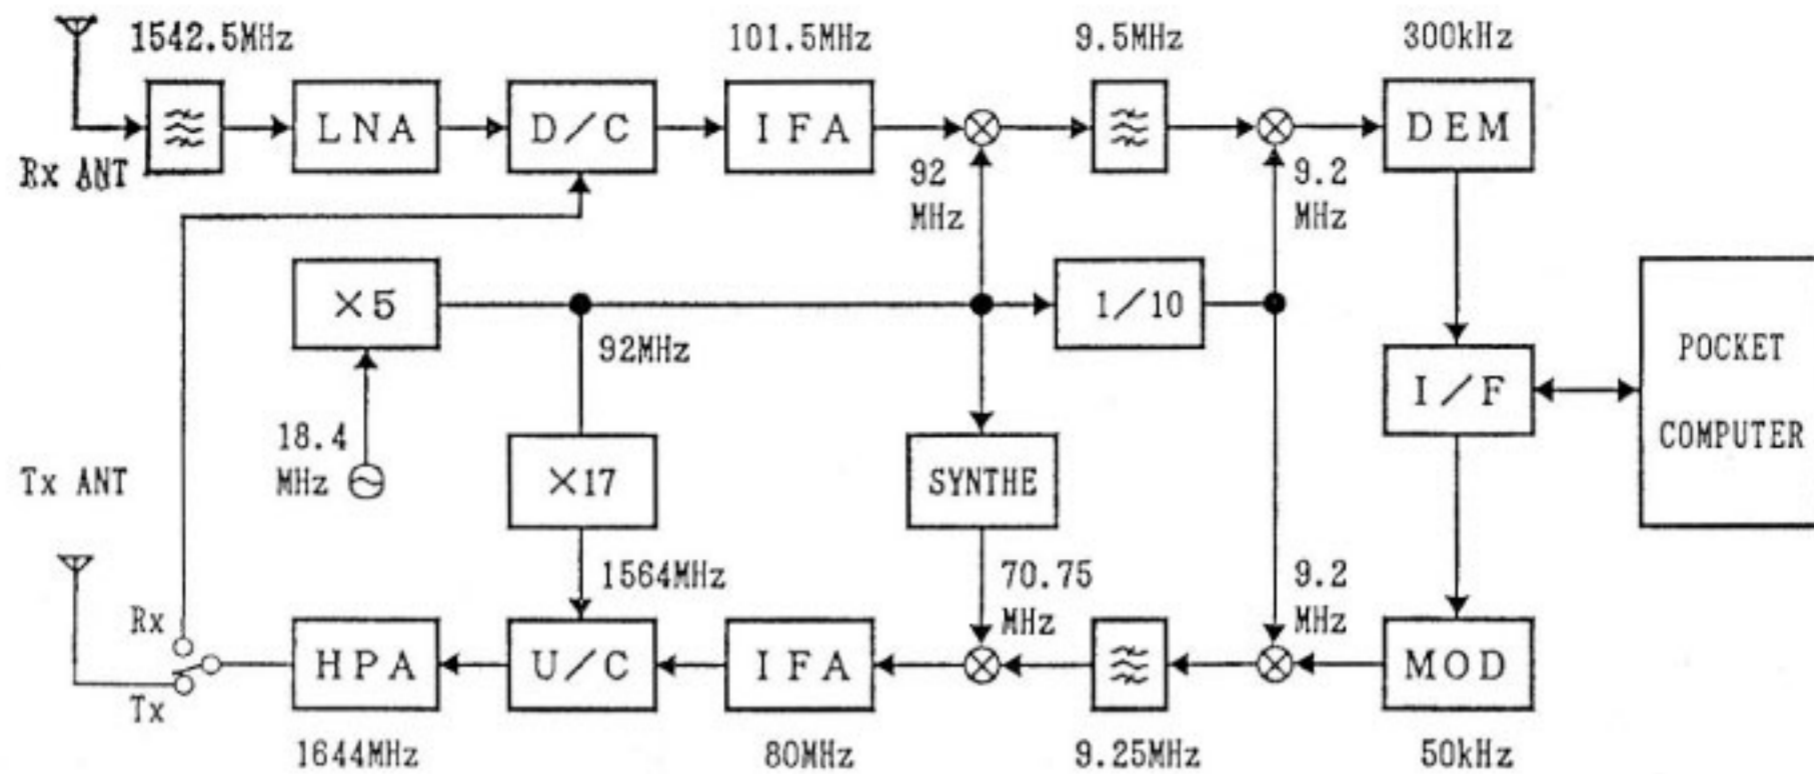 1542.5MHz
101.5MHz
9.5MHz
300kHz
LNA
D/C
IFA
DEM
Rx ANT
92
MHz
9.2
MHz
×5
1/10
92MHz
POCKET
COMPUTER
I/F
18.4
MHz
Tx ANT
×17
SYNTHE
1564MHz
70.75
MHz
9.2
MHz
Rx
Tx
HPA
U/C
IFA
MOD
1644MHz
80MHz
9.25MHz
50kHz